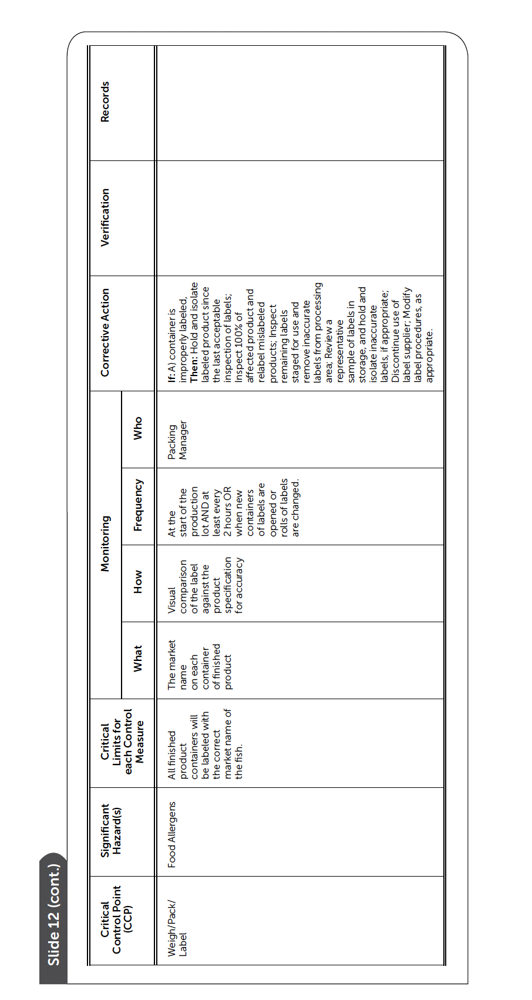 Slide 12 (cont.)
Critical
Control Point
(CCP)
Significant
Hazard(s)
Critical
Limits for
each Control
Measure
Monitoring
What
How
Frequency
Who
Corrective Action
Verification
Records
Weigh/Pack/
Label
Food Allergens
All finished
product
containers will
be labeled with
the correct
market name of
the fish.
The market
name
on each
container
of finished
product
Visual
comparison
of the label
against the
product
specification
for accuracy
At the
start of the
production
lot AND at
least every
2 hours OR
when new
containers
of labels are
opened or
rolls of labels
are changed.
Packing
Manager
If: A) container is
improperly labeled,
Then: Hold and isolate
labeled product since
the last acceptable
inspection of labels;
Inspect 100% of
affected product and
relabel mislabeled
products; Inspect
remaining labels
staged for use and
remove inaccurate
labels from processing
area; Review a
representative
sample of labels in
storage, and hold and
isolate inaccurate
labels, if appropriate;
Discontinue use of
label supplier; Modify
label procedures, as
appropriate.